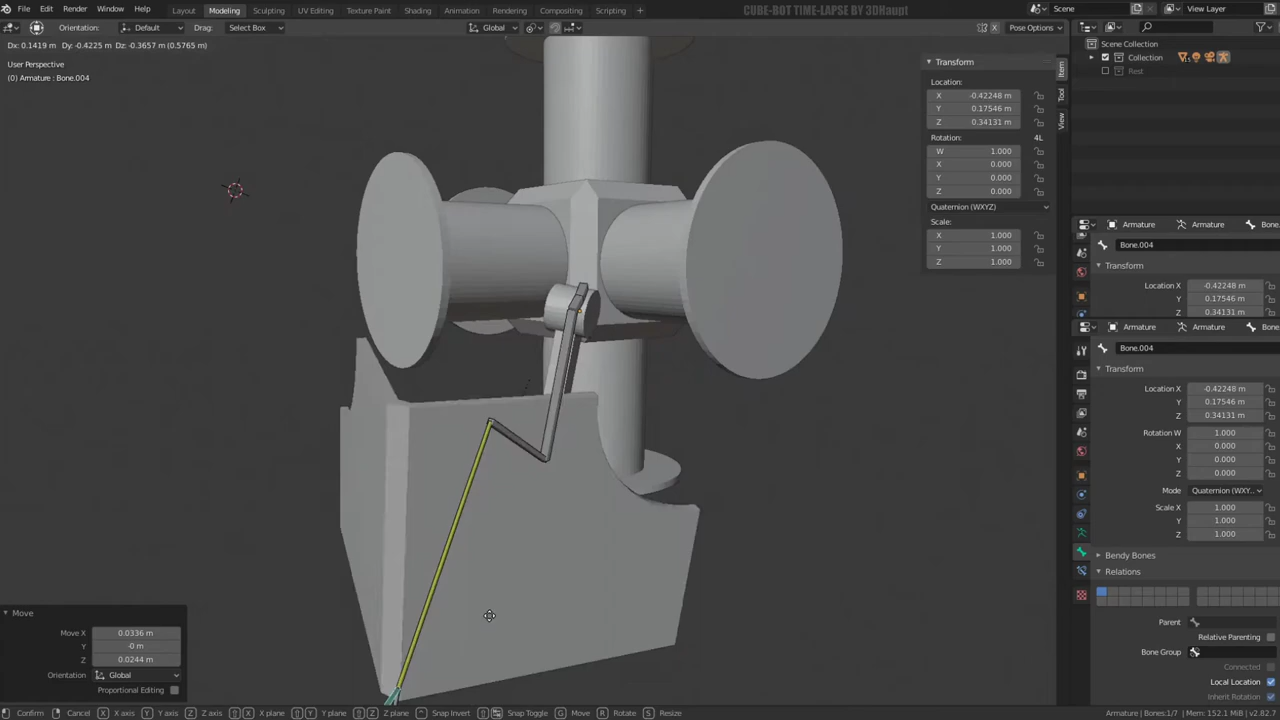 File Edit Render Window Help Layout Modeling Sculpting UV Editing Texture Paint Shading Animation Rendering Compositing Scripting CUBE-BOT TIME-LAPSE BY 3DHaupt Scene View Layer
Orientation: Default Drag: Select Box Global Pose Options
Dx: 0.1419 m Dy: -0.4225 m Dz: -0.3657 m (0.5765 m)
User Perspective
(0) Armature : Bone.004
Transform
Location:
X -0.42248 m
Y 0.17546 m
Z 0.34131 m
Rotation: 4L
W 1.000
X 0.000
Y 0.000
Z 0.000
Quaternion (WXYZ)
Scale:
X 1.000
Y 1.000
Z 1.000
Item
Tool
View
Scene Collection
Collection
Rest
Armature Armature Bone.
Bone.004
Transform
Location X -0.42248 m
Y 0.17546 m
Z 0.34131 m
Armature Armature Bone.
Bone.004
Transform
Location X -0.42248 m
Y 0.17546 m
Z 0.34131 m
Rotation W 1.000
X 0.000
Y 0.000
Z 0.000
Mode Quaternion (WXY...
Scale X 1.000
Y 1.000
Z 1.000
Bendy Bones
Relations
Parent
Relative Parenting
Bone Group
Connected
Local Location
Inherit Rotation
Move
Move X 0.0336 m
Y -0 m
Z 0.0244 m
Orientation Global
Proportional Editing
Confirm Cancel X X axis Y Y axis Z Z axis X X plane Y Y plane Z Z plane Snap Invert Snap Toggle G Move R Rotate S Resize
Armature | Bones:1/7 | Mem: 152.1 MiB | v2.82.7